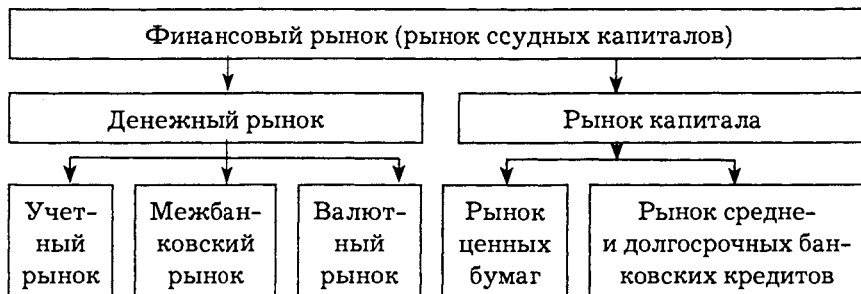 Финансовый рынок (рынок ссудных капиталов)
Денежный рынок
Рынок капитала
Учет-
ный
рынок
Межбан-
ковский
рынок
Валют-
ный
рынок
Рынок
ценных
бумаг
Рынок средне-
и долгосрочных бан-
ковских кредитов